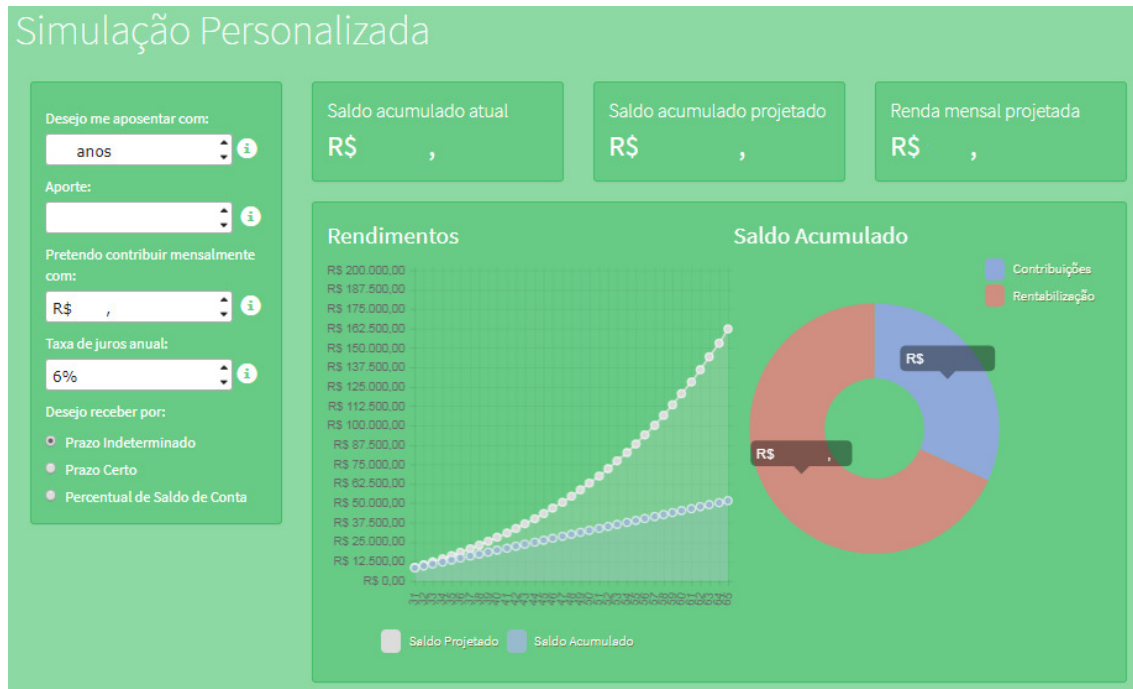 Simulação Personalizada
Desejo me aposentar com:
anos
Aporte:
Pretendo contribuir mensalmente
com:
R$ ,
Taxa de juros anual:
6%
Desejo receber por:
Prazo Indeterminado
Prazo Certo
Percentual de Saldo de Conta
Saldo acumulado atual
R$ ,
Saldo acumulado projetado
R$ ,
Renda mensal projetada
R$ ,
Rendimentos
R$ 200.000,00
R$ 187.500,00
R$ 175.000,00
R$ 162.500,00
R$ 150.000,00
R$ 137.500,00
R$ 125.000,00
R$ 112.500,00
R$ 100.000,00
R$ 87.500,00
R$ 75.000,00
R$ 62.500,00
R$ 50.000,00
R$ 37.500,00
R$ 25.000,00
R$ 12.500,00
R$ 0,00
Saldo Projetado
Saldo Acumulado
Saldo Acumulado
Contribuições
Rentabilização
R$
R$ ,